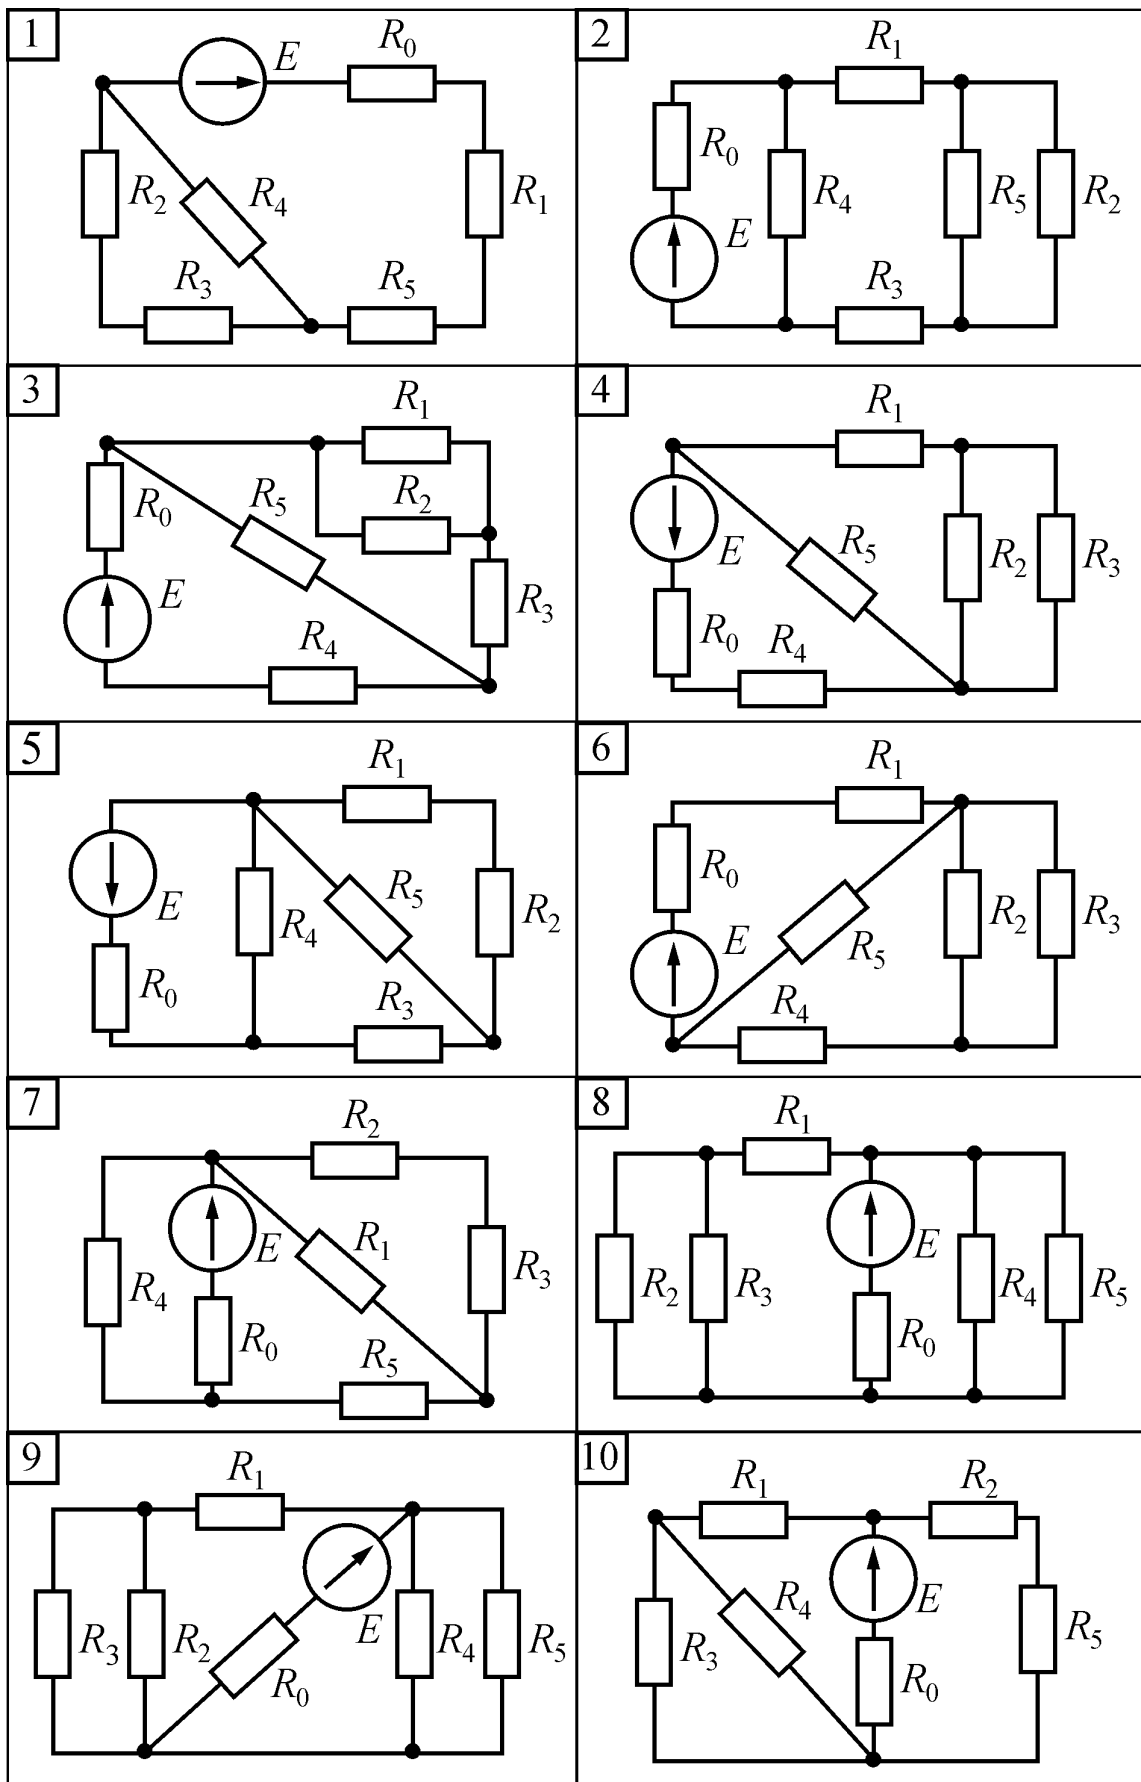 1
E R0
R2 R4 R1
R3 R5
2
R1
R0 R4 R5 R2
E
R3
3
R1
R0 R5 R2
E R3
R4
4
R1
E R5 R2 R3
R0 R4
5
R1
E R4 R5 R2
R0 R3
6
R1
R0 R2 R3
E R5
R4
7
R2
R4 E R1 R3
R0 R5
8
R1
E
R2 R3 R4 R5
R0
9
R1
R3 R2 E R4 R5
R0
10
R1 R2
R4 E
R3 R0 R5